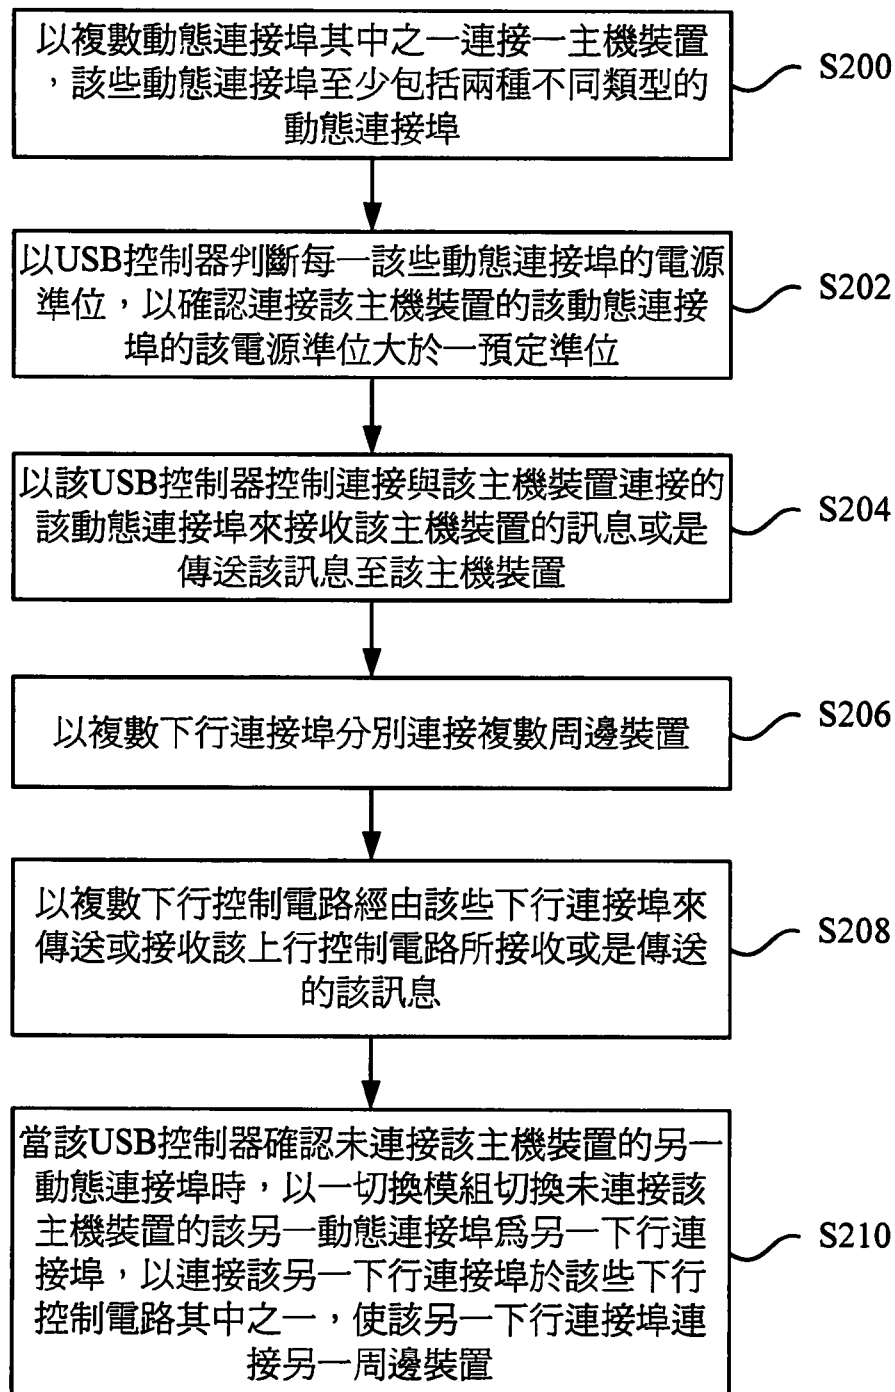 以複數動態連接埠其中之一連接一主機裝置
，該些動態連接埠至少包括兩種不同類型的
動態連接埠
S200
以USB控制器判斷每一該些動態連接埠的電源
準位，以確認連接該主機裝置的該動態連接
埠的該電源準位大於一預定準位
S202
以該USB控制器控制連接與該主機裝置連接的
該動態連接埠來接收該主機裝置的訊息或是
傳送該訊息至該主機裝置
S204
以複數下行連接埠分別連接複數周邊裝置
S206
以複數下行控制電路經由該些下行連接埠來
傳送或接收該上行控制電路所接收或是傳送
的該訊息
S208
當該USB控制器確認未連接該主機裝置的另一
動態連接埠時，以一切換模組切換未連接該
主機裝置的該另一動態連接埠爲另一下行連
接埠，以連接該另一下行連接埠於該些下行
控制電路其中之一，使該另一下行連接埠連
接另一周邊裝置
S210